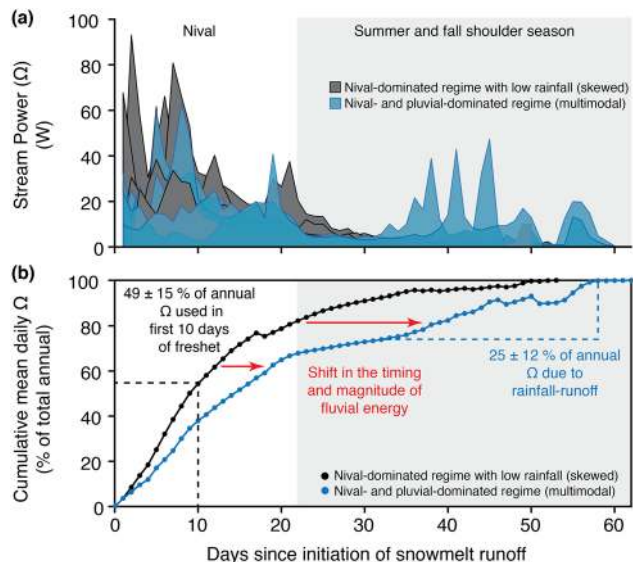 (a)
Nival
Summer and fall shoulder season
Nival-dominated regime with low rainfall (skewed)
Nival- and pluvial-dominated regime (multimodal)
Stream Power (Ω)
(W)
100
80
60
40
20
0
(b)
49 ± 15 % of annual
Ω used in
first 10 days
of freshet
Shift in the timing
and magnitude of
fluvial energy
25 ± 12 % of annual
Ω due to
rainfall-runoff
Nival-dominated regime with low rainfall (skewed)
Nival- and pluvial-dominated regime (multimodal)
Cumulative mean daily Ω
(% of total annual)
100
80
60
40
20
0
0 10 20 30 40 50 60
Days since initiation of snowmelt runoff